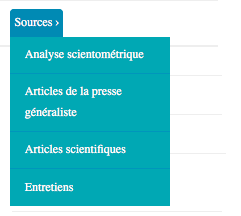 Sources ›
Analyse scientométrique
Articles de la presse
généraliste
Articles scientifiques
Entretiens